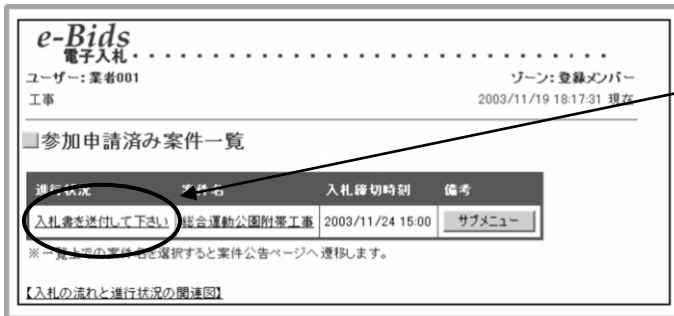 e-Bids
電子入札
ユーザー: 業者001 ゾーン: 登録メンバー
工事 2003/11/19 18:17:31 現在
参加申請済み案件一覧
進行状況 案件名 入札締切時刻 備考
入札書を送付して下さい 総合運動公園附帯工事 2003/11/24 15:00 サブメニュー
※一覧上での案件名を選択すると案件公告ページへ遷移します。
【入札の流れと進行状況の関連図】